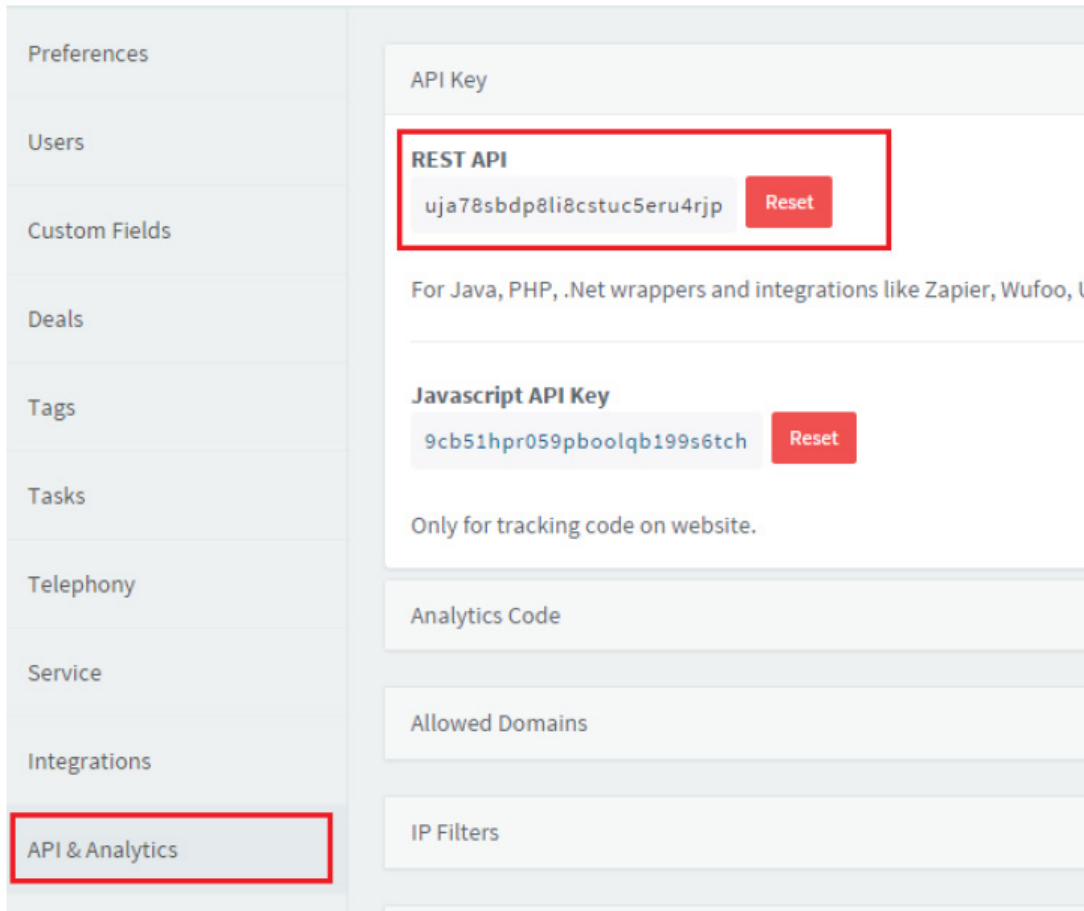 Preferences
Users
Custom Fields
Deals
Tags
Tasks
Telephony
Service
Integrations
API & Analytics
API Key
REST API
uja78sbdp8li8cstuc5eru4rjp
Reset
For Java, PHP, .Net wrappers and integrations like Zapier, Wufoo,
Javascript API Key
9cb51hpr059pboolqb199s6tch
Reset
Only for tracking code on website.
Analytics Code
Allowed Domains
IP Filters